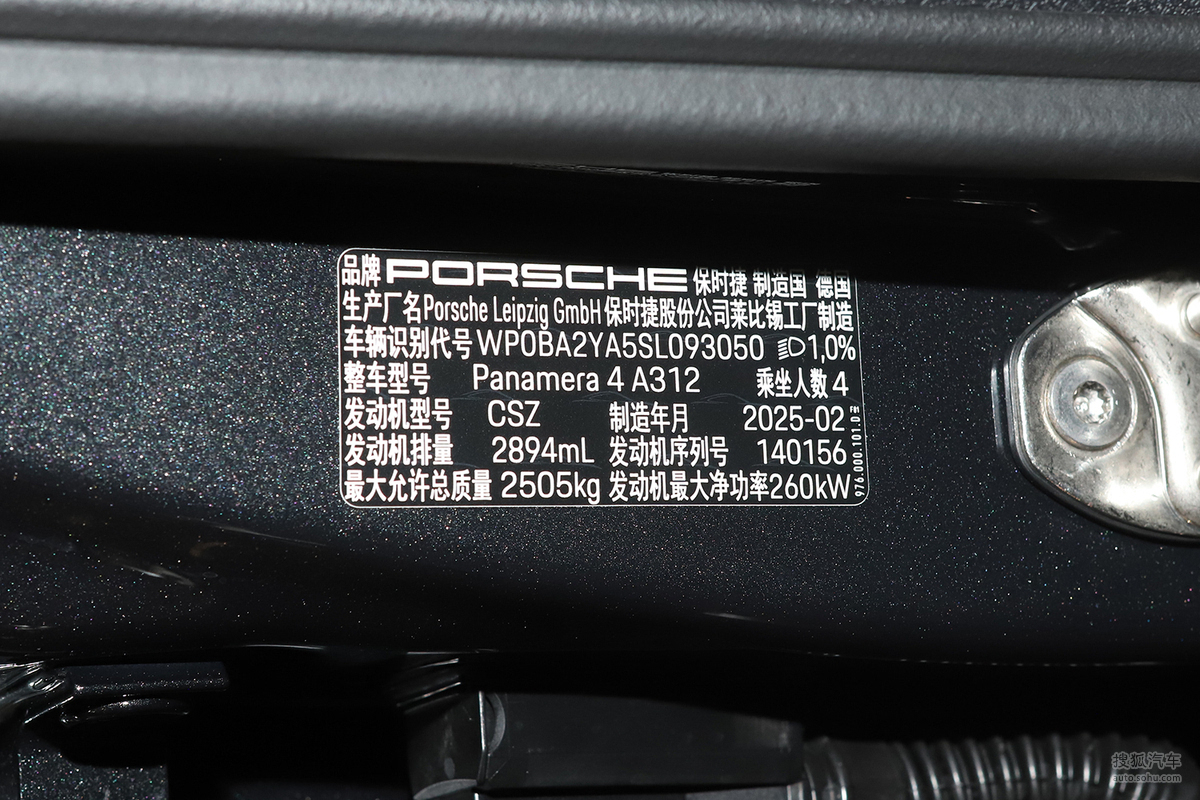 品牌 PORSCHE 保时捷 制造国 德国
生产厂名 Porsche Leipzig GmbH 保时捷股份公司莱比锡工厂制造
车辆识别代号 WP0BA2YA5SL093050 1,0%
整车型号 Panamera 4 A312 乘坐人数 4
发动机型号 CSZ 制造年月 2025-02
发动机排量 2894mL 发动机序列号 140156
最大允许总质量 2505kg 发动机最大净功率 260kW
976.000.101.0
搜狐汽车
auto.sohu.com